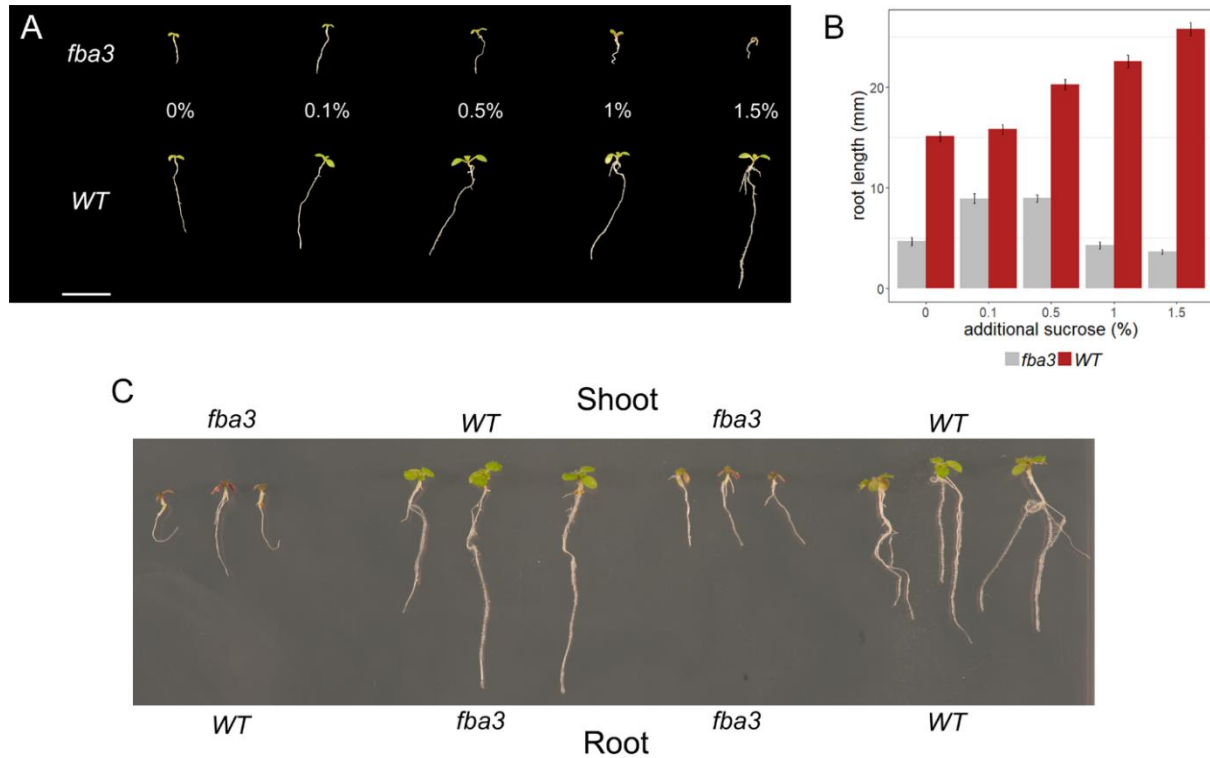 A
fba3
0% 0.1% 0.5% 1% 1.5%
WT
B
root length (mm)
20
10
0
0 0.1 0.5 1 1.5
additional sucrose (%)
fba3 WT
C
Shoot
fba3 WT fba3 WT
WT fba3 fba3 WT
Root